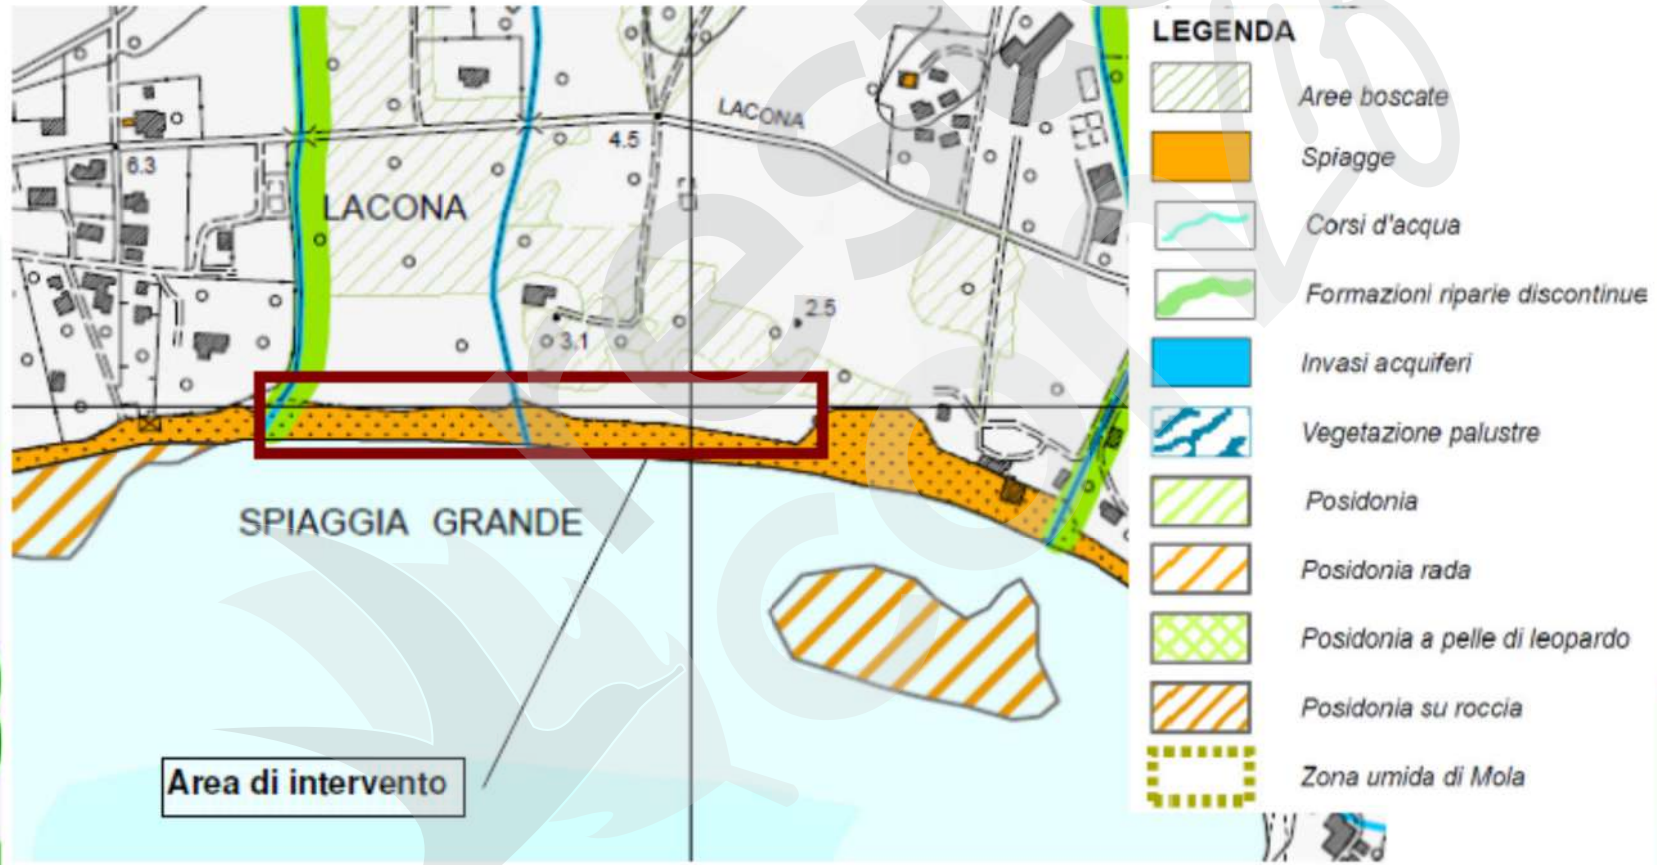 LACONA
4.5
6.3
LACONA
2.5
3.1
SPIAGGIA GRANDE
Area di intervento
LEGENDA
Aree boscate
Spiagge
Corsi d'acqua
Formazioni riparie discontinue
Invasi acquiferi
Vegetazione palustre
Posidonia
Posidonia rada
Posidonia a pelle di leopardo
Posidonia su roccia
Zona umida di Mola